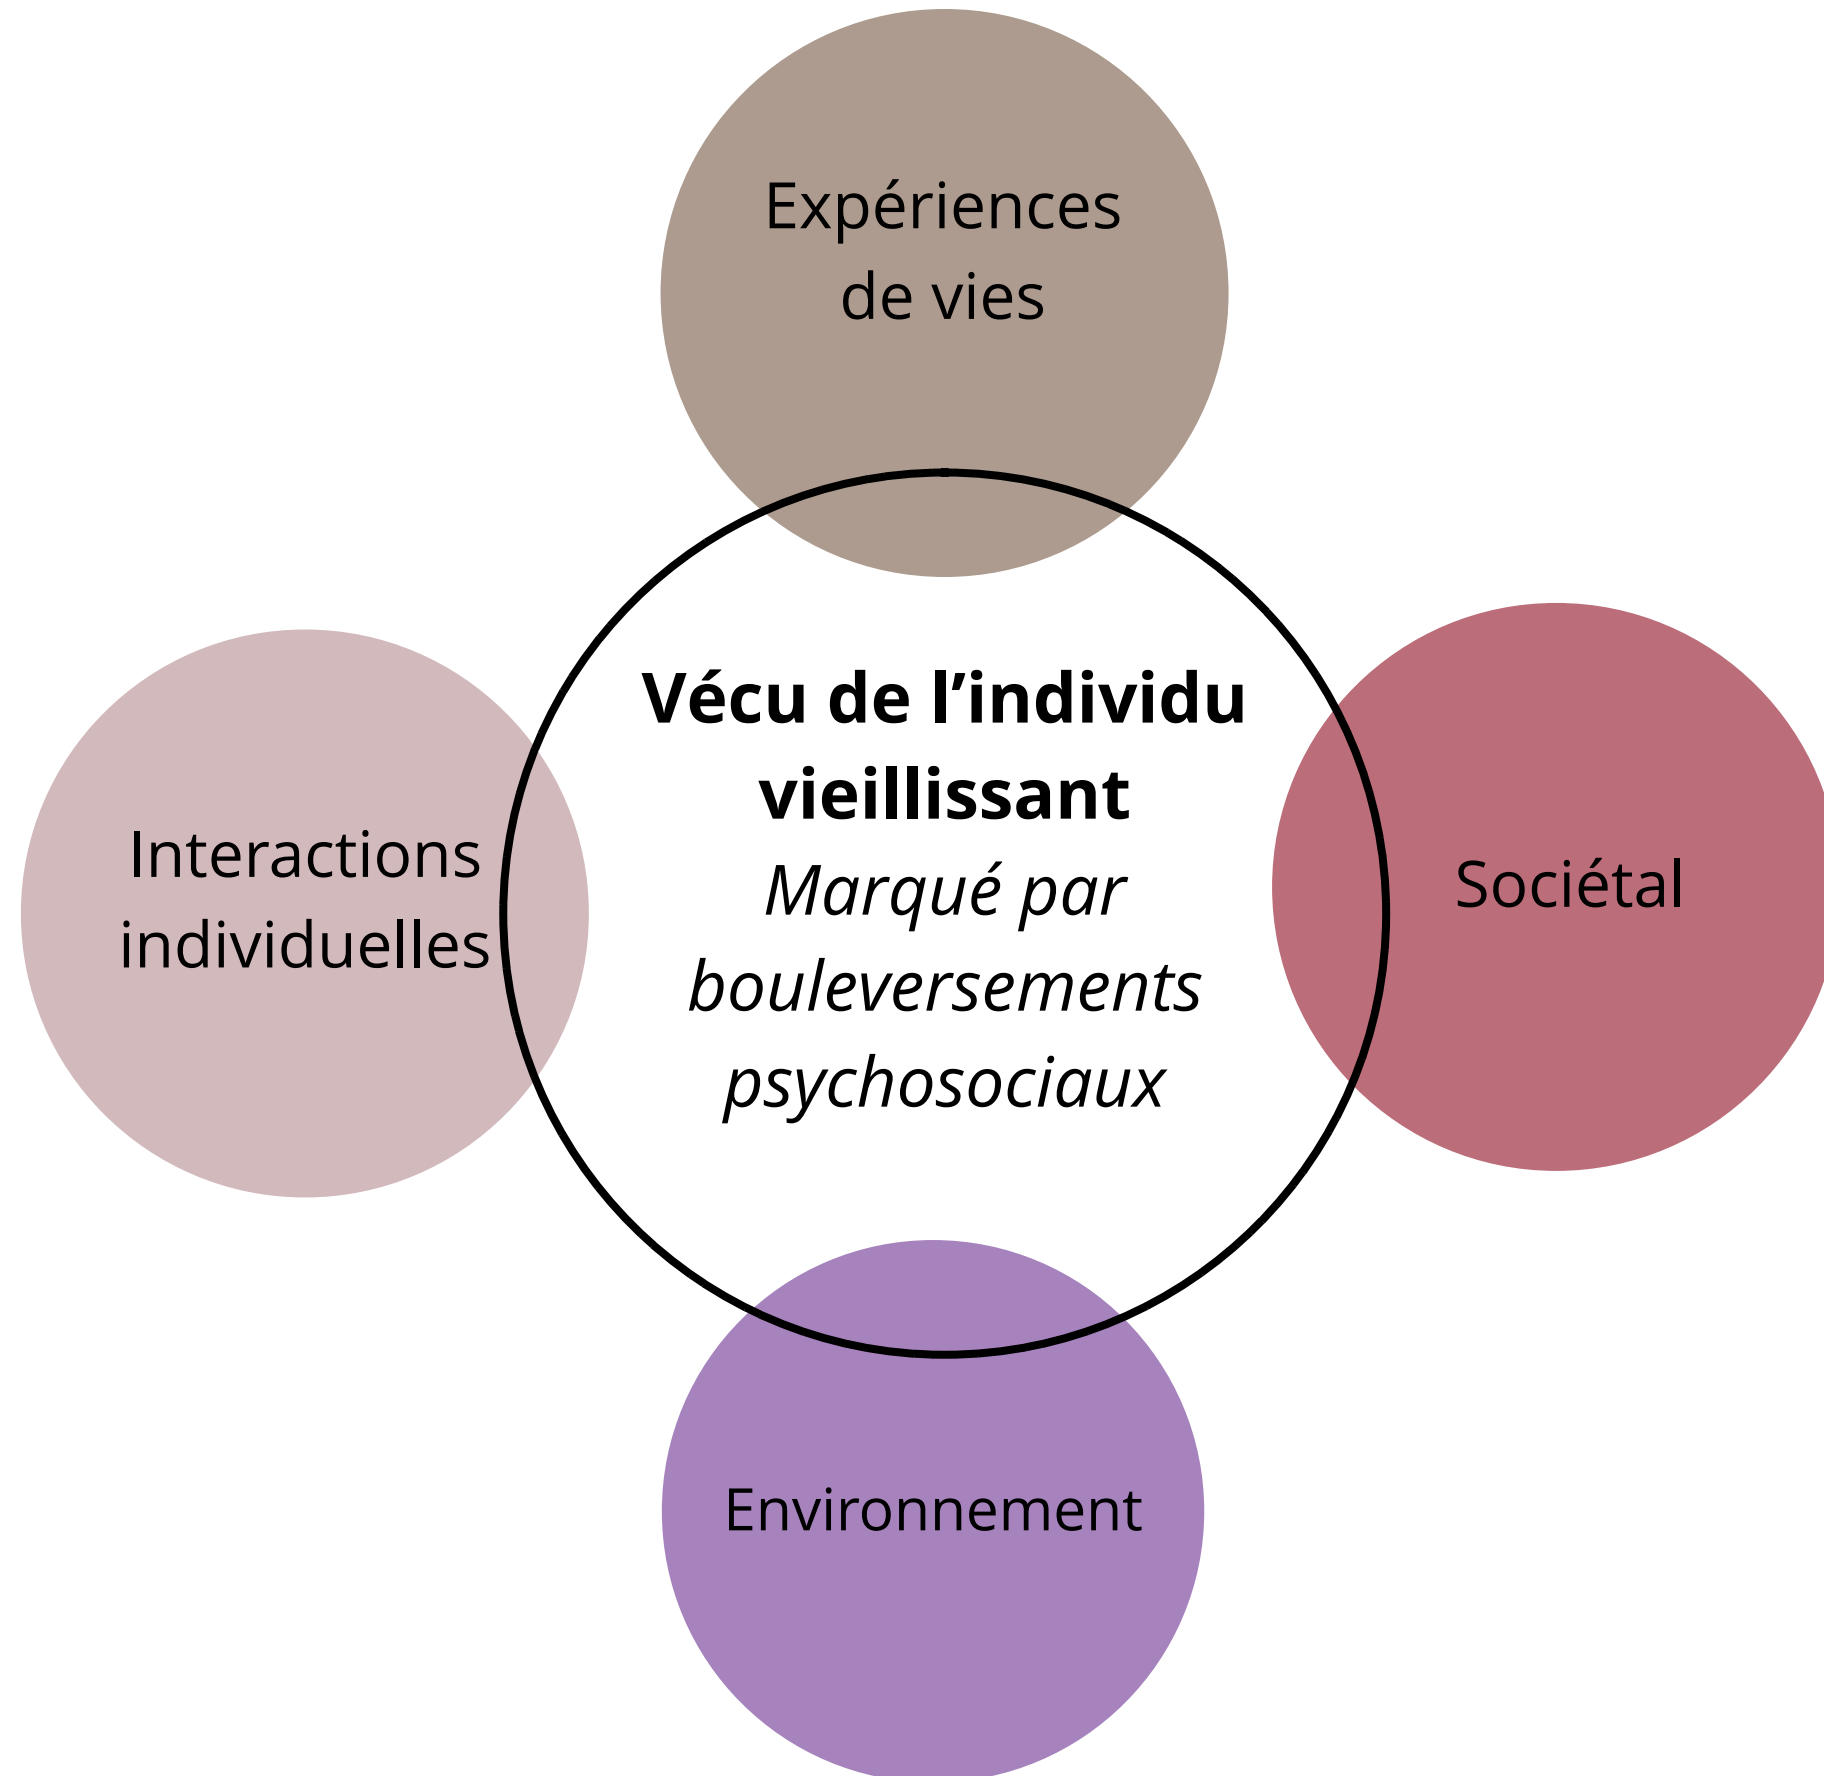 Expériences
de vies
Vécu de l’individu
vieillissant
Marqué par
bouleversements
psychosociaux
Interactions
individuelles
Sociétal
Environnement